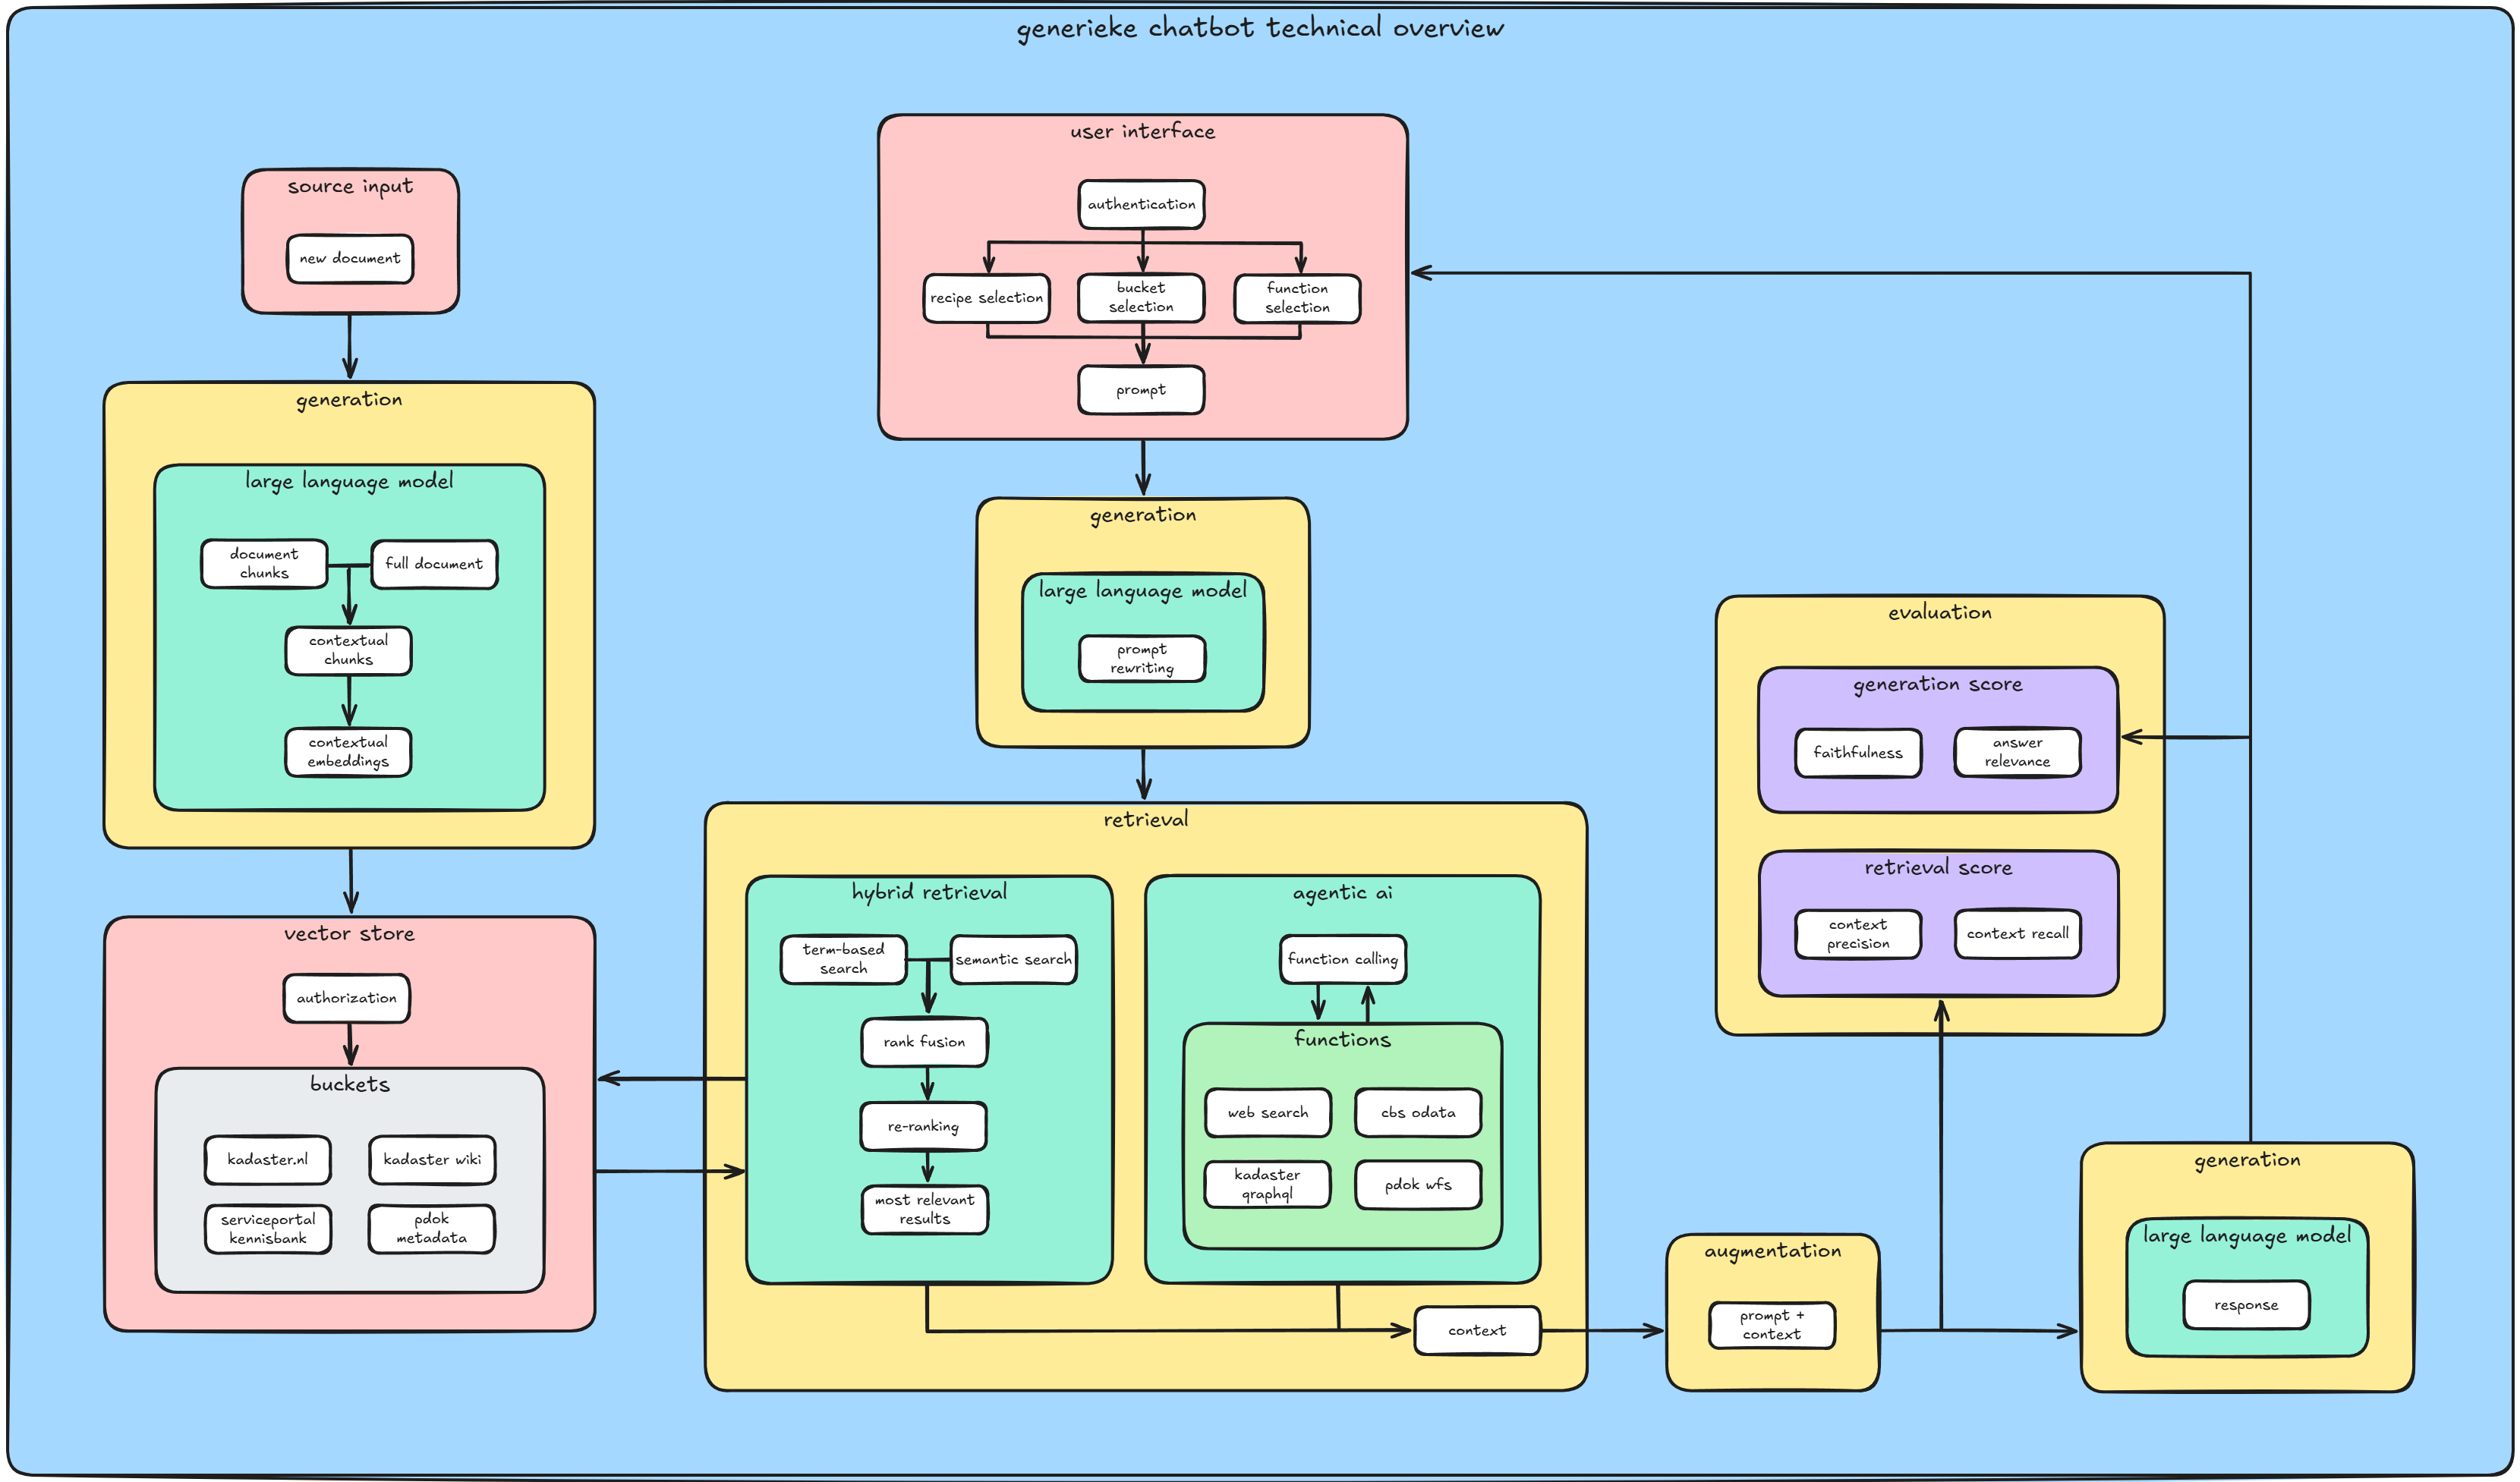 generieke chatbot technical overview
source input
new document
generation
large language model
document
chunks
full document
contextual
chunks
contextual
embeddings
vector store
authorization
buckets
kadaster.nl
kadaster wiki
serviceportal
kennisbank
pdok
metadata
user interface
authentication
recipe selection
bucket
selection
function
selection
prompt
generation
large language model
prompt
rewriting
retrieval
hybrid retrieval
term-based
search
semantic search
rank fusion
re-ranking
most relevant
results
agentic ai
function calling
functions
web search
cbs odata
kadaster
graphql
pdok wfs
context
augmentation
prompt +
context
evaluation
generation score
faithfulness
answer
relevance
retrieval score
context
precision
context recall
generation
large language model
response